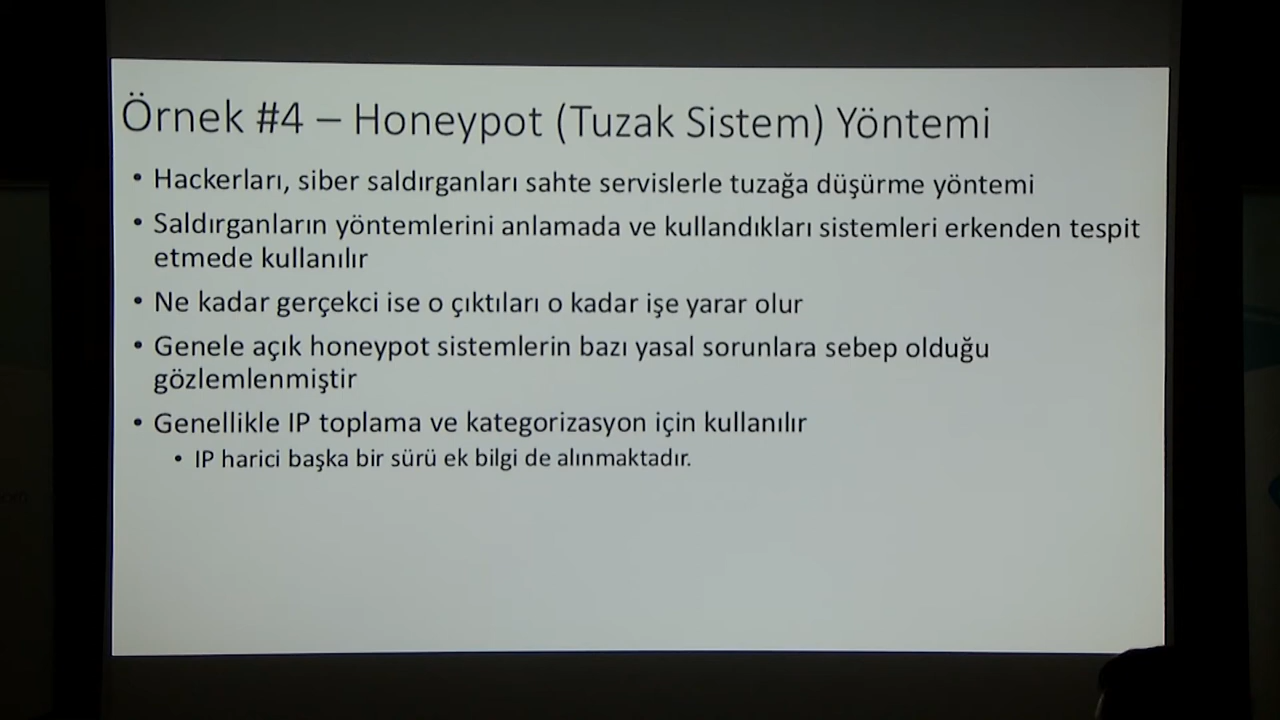 Örnek #4 – Honeypot (Tuzak Sistem) Yöntemi
• Hackerları, siber saldırganları sahte servislerle tuzağa düşürme yöntemi
• Saldırganların yöntemlerini anlamada ve kullandıkları sistemleri erkenden tespit
etmede kullanılır
• Ne kadar gerçekci ise o çıktıları o kadar işe yarar olur
• Genele açık honeypot sistemlerin bazı yasal sorunlara sebep olduğu
gözlemlenmiştir
• Genellikle IP toplama ve kategorizasyon için kullanılır
• IP harici başka bir sürü ek bilgi de alınmaktadır.